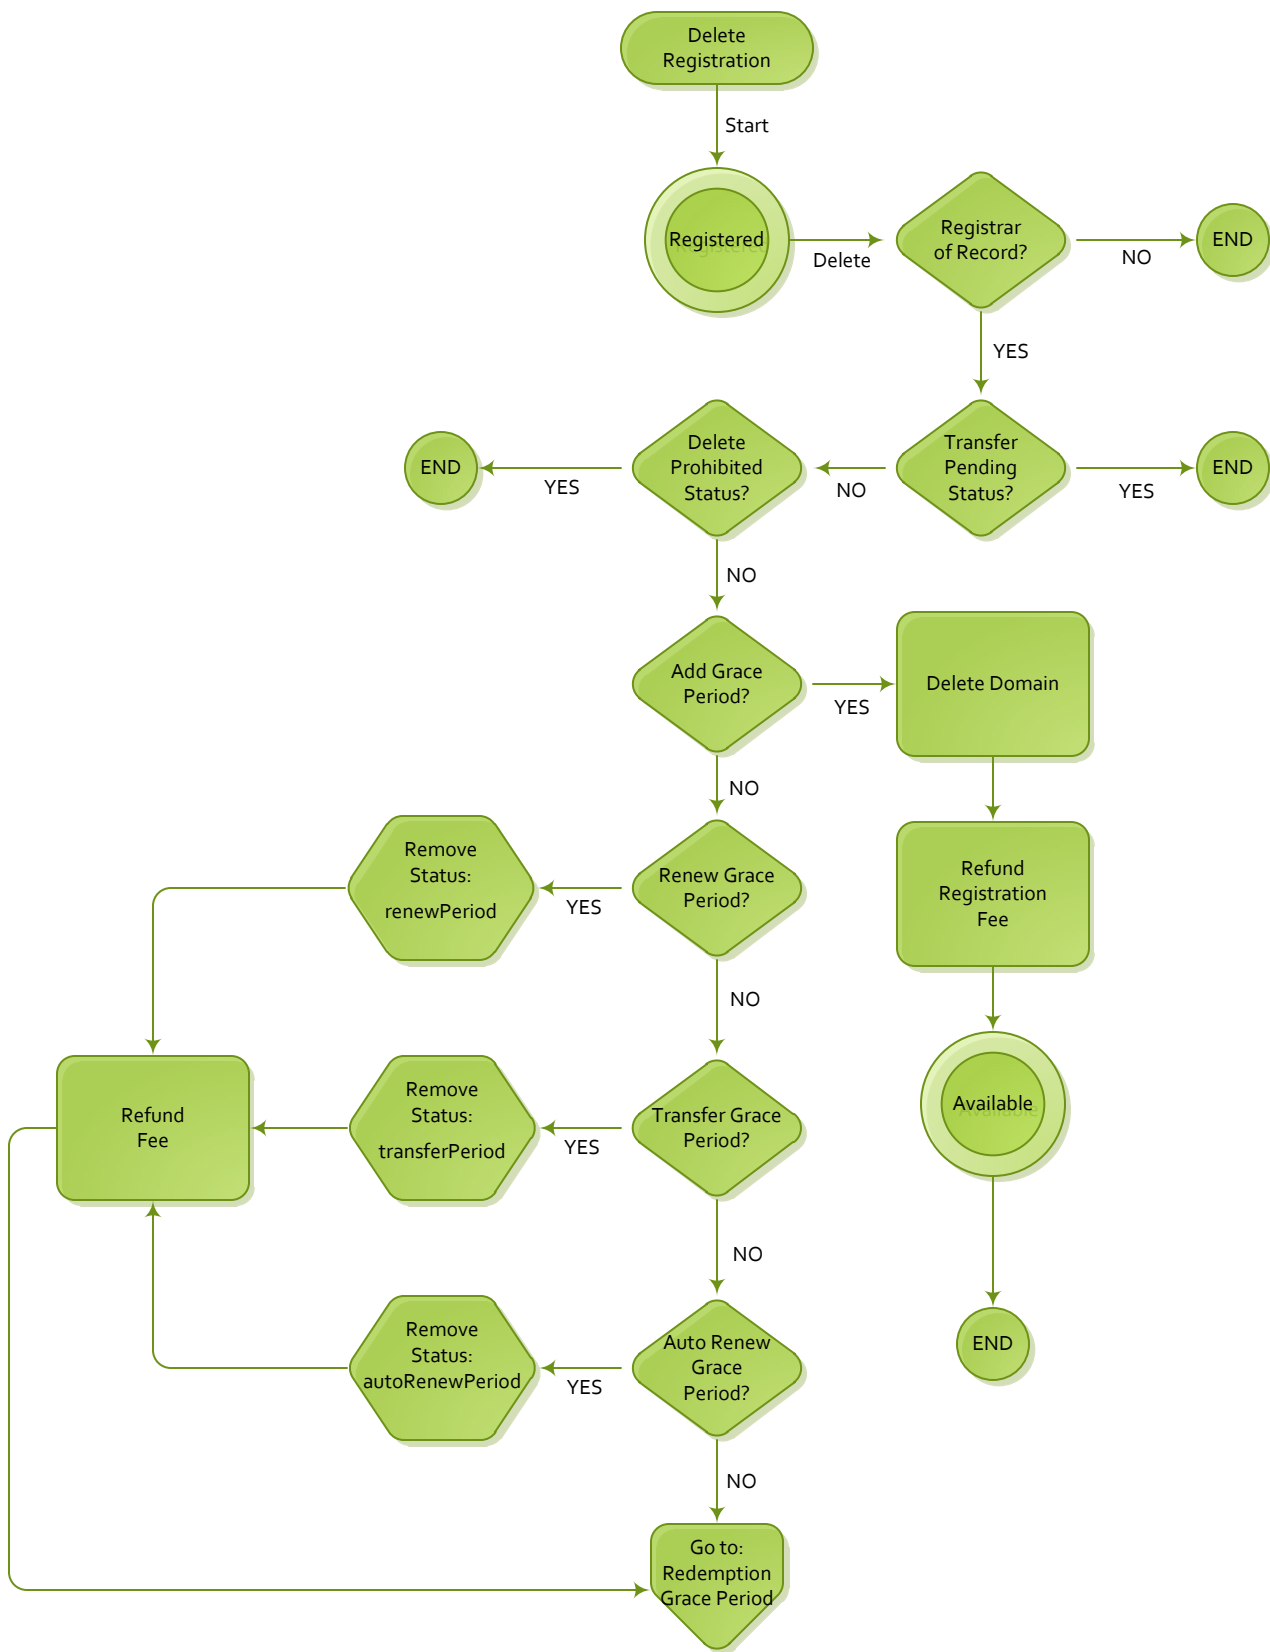 Delete
Registration
Start
Registered
Delete
Registrar
of Record?
NO
END
YES
Transfer
Pending
Status?
YES
END
NO
Delete
Prohibited
Status?
YES
END
NO
Add Grace
Period?
YES
Delete Domain
Refund
Registration
Fee
Available
END
NO
Renew Grace
Period?
YES
Remove
Status:
renewPeriod
NO
Transfer Grace
Period?
YES
Remove
Status:
transferPeriod
Refund
Fee
NO
Auto Renew
Grace
Period?
YES
Remove
Status:
autoRenewPeriod
NO
Go to:
Redemption
Grace Period